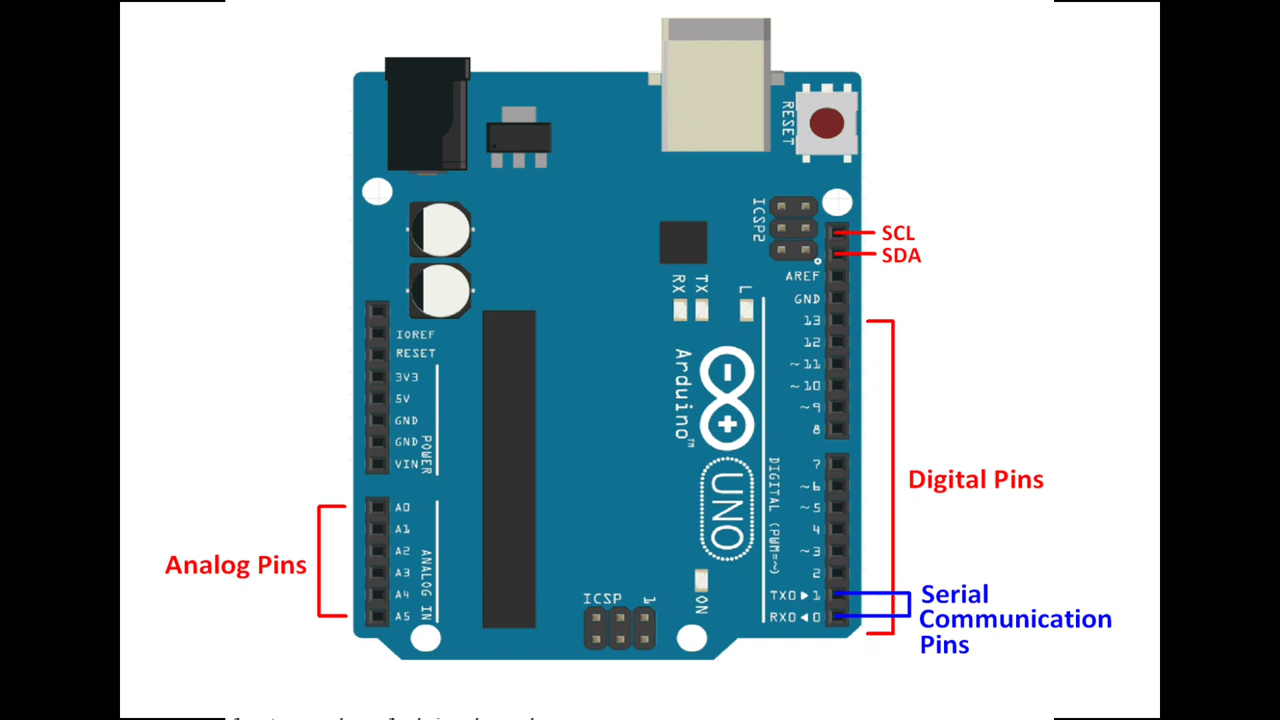 RESET
ICSP2
SCL
SDA
AREF
GND
13
12
~11
~10
~9
8
RX
TX
L
IOREF
RESET
3V3
5V
GND
GND
VIN
POWER
Arduino™
UNO
A0
A1
A2
A3
A4
A5
ANALOG IN
Analog Pins
DIGITAL (PWM=~)
7
~6
~5
4
~3
2
TX0▶1
RX0◀0
Digital Pins
ICSP
1
ON
Serial
Communication
Pins